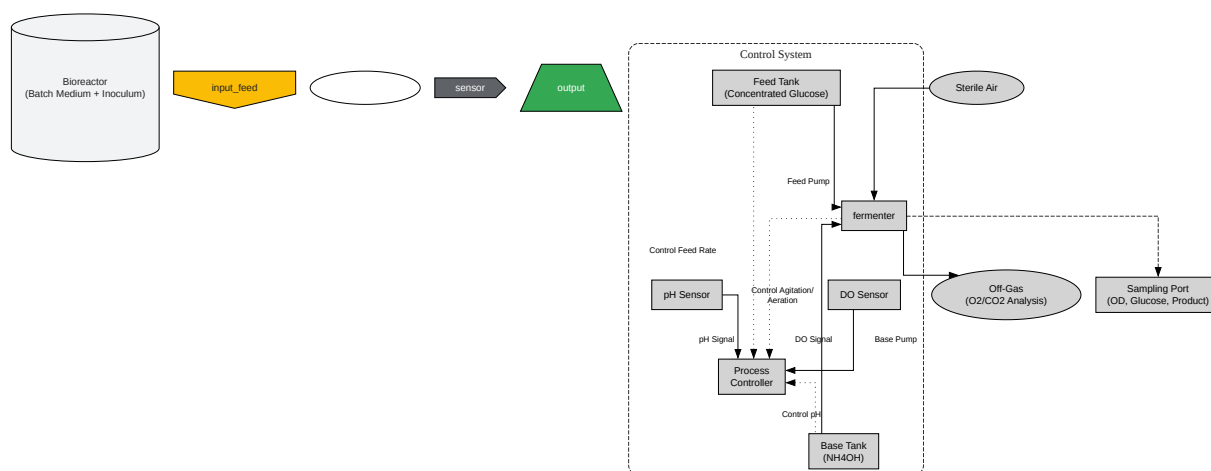 Bioreactor
(Batch Medium + Inoculum)
input_feed
sensor
output
Control System
Feed Tank
(Concentrated Glucose)
Sterile Air
Feed Pump
fermenter
Control Feed Rate
pH Sensor
Control Agitation/
Aeration
DO Sensor
Off-Gas
(O2/CO2 Analysis)
Sampling Port
(OD, Glucose, Product)
pH Signal
DO Signal
Base Pump
Process
Controller
Control pH
Base Tank
(NH4OH)